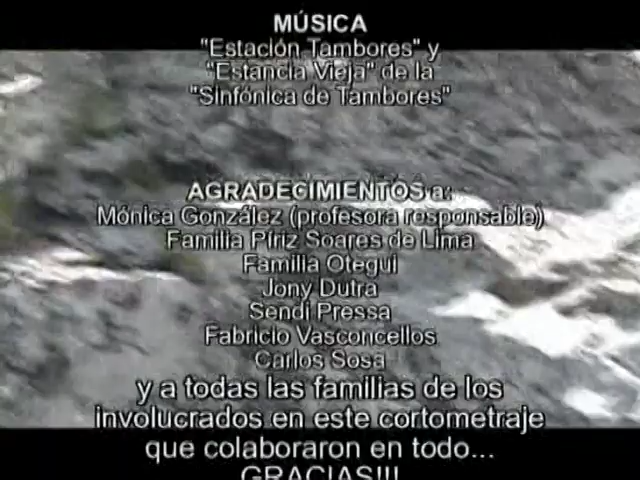 MÚSICA
"Estación Tambores" y
"Estancia Vieja" de la
"Sinfónica de Tambores"
AGRADECIMIENTOS a:
Mónica González (profesora responsable)
Familia Píriz Soares de Lima
Familia Otegui
Jony Dutra
Sendi Pressa
Fabricio Vasconcellos
Carlos Sosa
y a todas las familias de los
involucrados en este cortometraje
que colaboraron en todo...
GRACIAS!!!